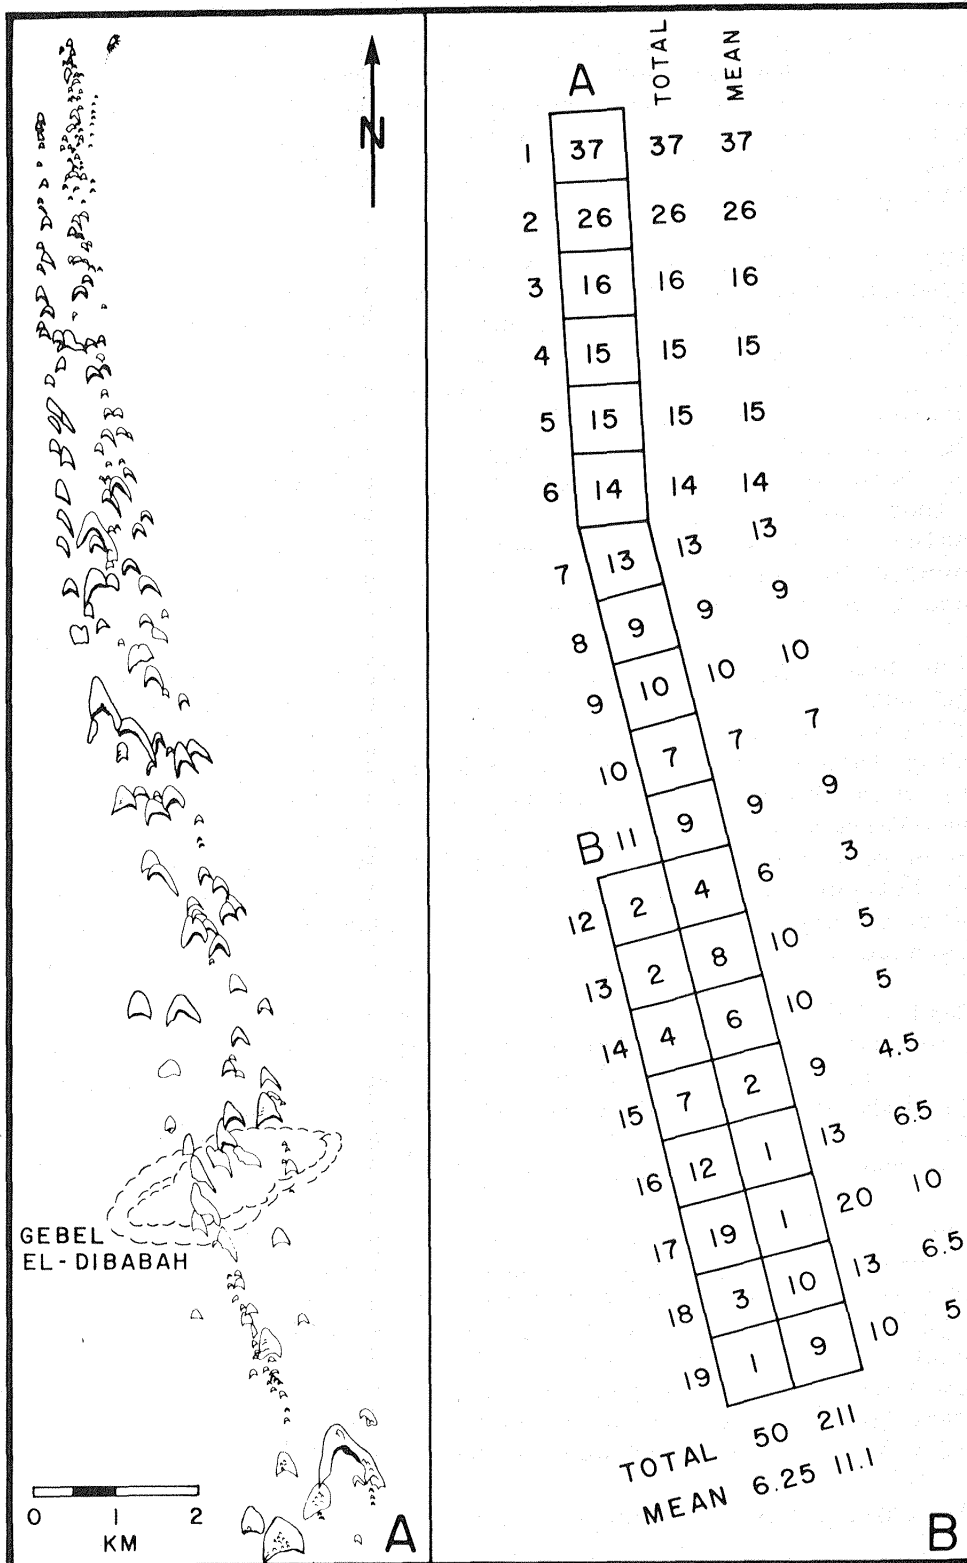 N
GEBEL
EL-DIBABAH
0 1 2
KM
A
A TOTAL MEAN
1 37 37 37
2 26 26 26
3 16 16 16
4 15 15 15
5 15 15 15
6 14 14 14
7 13 13 13
8 9 9 9
9 10 10 10
10 7 7 7
B 11 9 9 9
12 2 4 6 3
13 2 8 10 5
14 4 6 10 5
15 7 2 9 4.5
16 12 1 13 6.5
17 19 1 20 10
18 3 10 13 6.5
19 1 9 10 5
TOTAL 50 211
MEAN 6.25 11.1
B